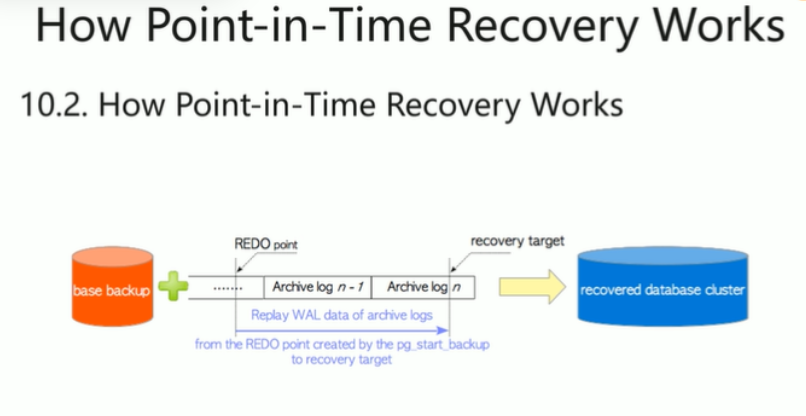 How Point-in-Time Recovery Works
10.2. How Point-in-Time Recovery Works
REDO point
recovery target
base backup
....... Archive log n - 1 Archive log n
recovered database cluster
Replay WAL data of archive logs
from the REDO point created by the pg_start_backup
to recovery target